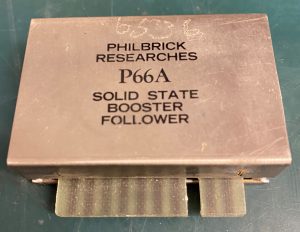 PHILBRICK
RESEARCHES
P66A
SOLID STATE
BOOSTER
FOLLOWER